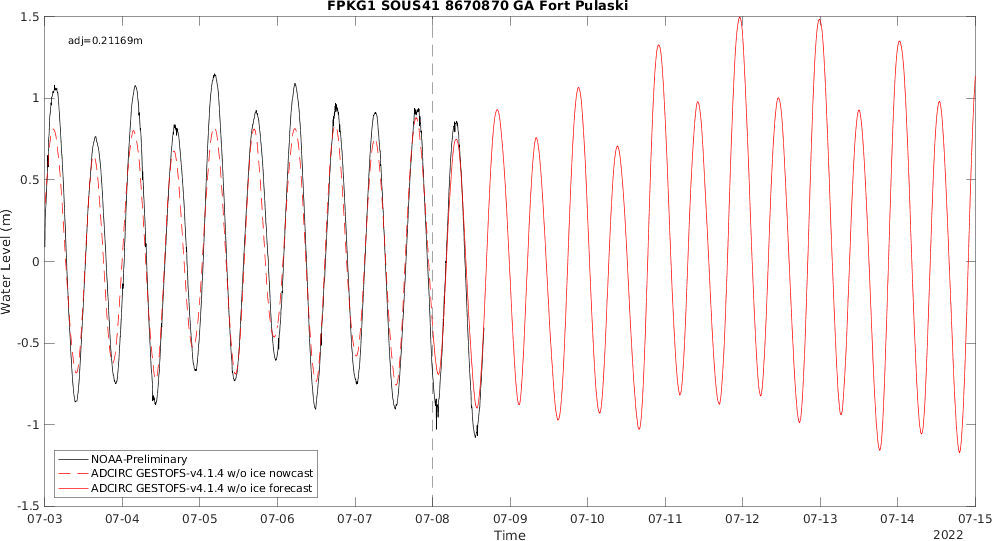 FPKG1 SOUS41 8670870 GA Fort Pulaski
adj=0.21169m
1.5
1
0.5
0
-0.5
-1
-1.5
Water Level (m)
NOAA-Preliminary
ADCIRC GESTOFS-v4.1.4 w/o ice nowcast
ADCIRC GESTOFS-v4.1.4 w/o ice forecast
07-03 07-04 07-05 07-06 07-07 07-08 07-09 07-10 07-11 07-12 07-13 07-14 07-15
Time
2022